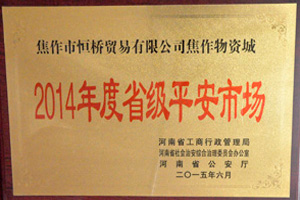 焦作市恒桥贸易有限公司焦作物资城
2014年度省级平安市场
河南省工商行政管理局
河南省社会治安综合治理委员会办公室
河南省公安厅
二〇一五年六月